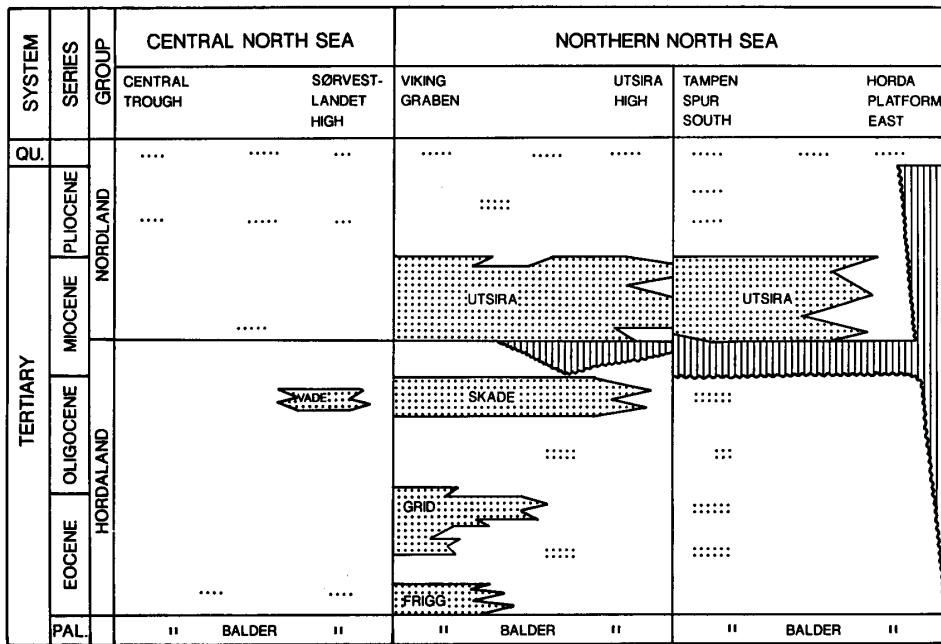 SYSTEM
SERIES
GROUP
CENTRAL NORTH SEA
NORTHERN NORTH SEA
CENTRAL
TROUGH
SØRVEST-
LANDET
HIGH
VIKING
GRABEN
UTSIRA
HIGH
TAMPEN
SPUR
SOUTH
HORDA
PLATFORM
EAST
QU.
TERTIARY
PLIOCENE
MIOCENE
OLIGOCENE
EOCENE
PAL.
NORDLAND
HORDALAND
UTSIRA
UTSIRA
VADE
SKADE
GRID
FRIGG
" BALDER "
" BALDER "
" BALDER "